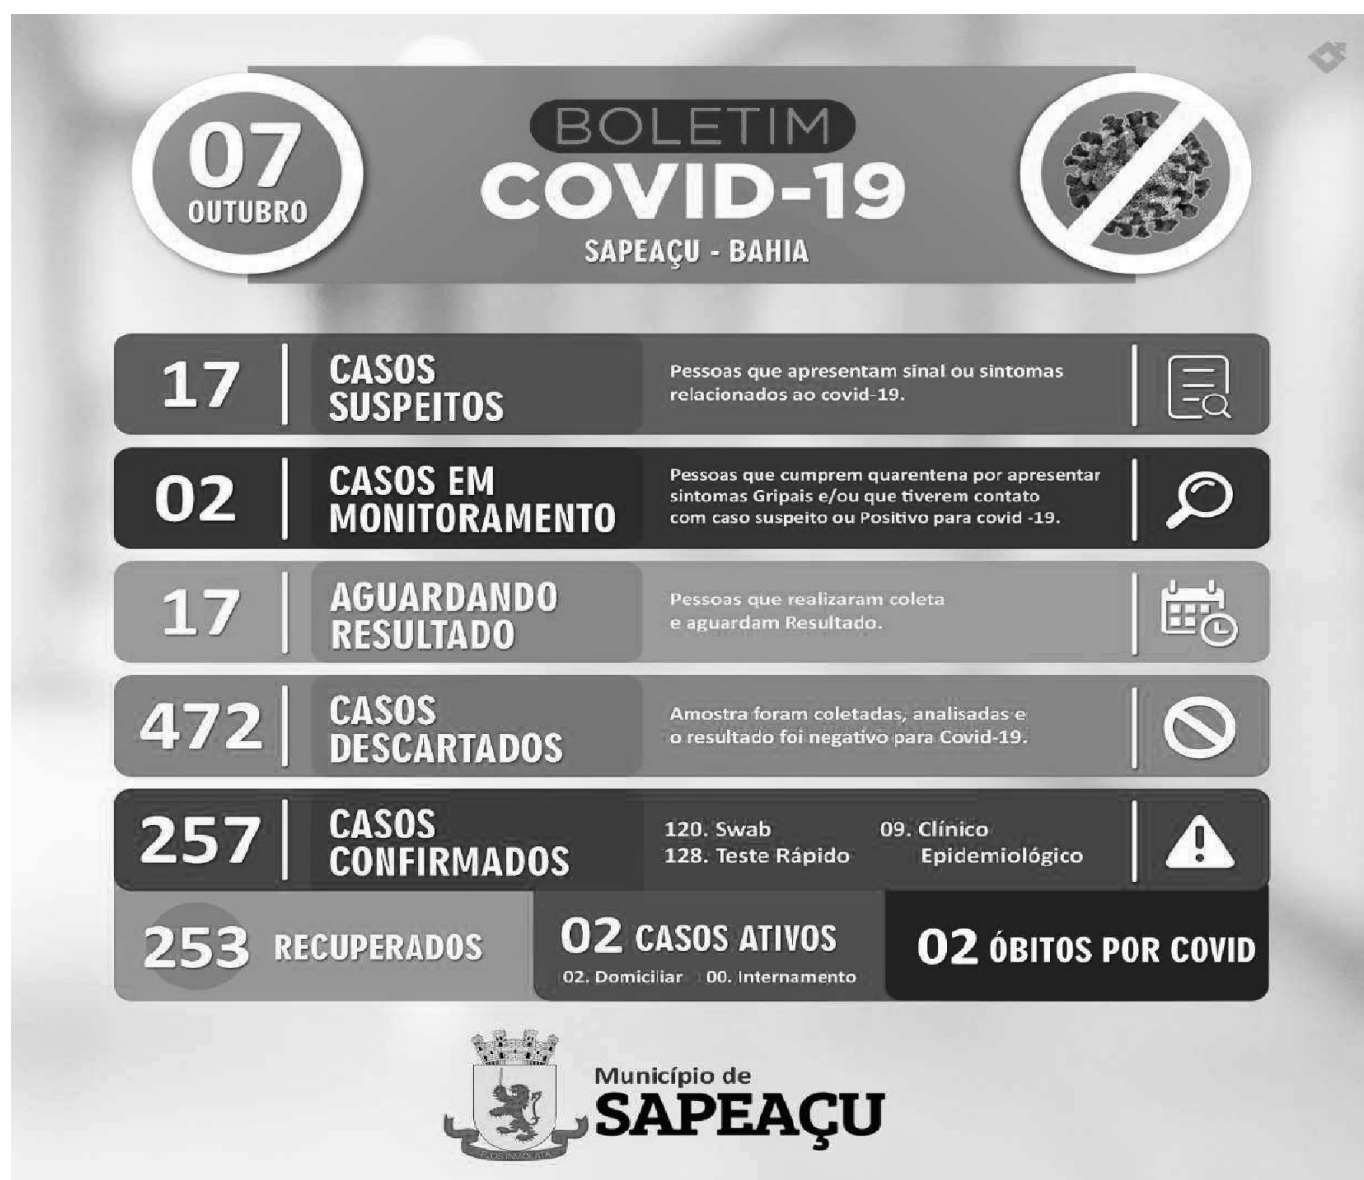 07
OUTUBRO
BOLETIM
COVID-19
SAPEAÇU - BAHIA
17
CASOS
SUSPEITOS
Pessoas que apresentam sinal ou sintomas
relacionados ao covid-19.
02
CASOS EM
MONITORAMENTO
Pessoas que cumprem quarentena por apresentar
sintomas Gripais e/ou que tiverem contato
com caso suspeito ou Positivo para covid -19.
17
AGUARDANDO
RESULTADO
Pessoas que realizaram coleta
e aguardam Resultado.
472
CASOS
DESCARTADOS
Amostra foram coletadas, analisadas e
o resultado foi negativo para Covid-19.
257
CASOS
CONFIRMADOS
120. Swab
128. Teste Rápido
09. Clínico
Epidemiológico
253 RECUPERADOS
02 CASOS ATIVOS
02. Domiciliar 00. Internamento
02 ÓBITOS POR COVID
Município de
SAPEAÇU